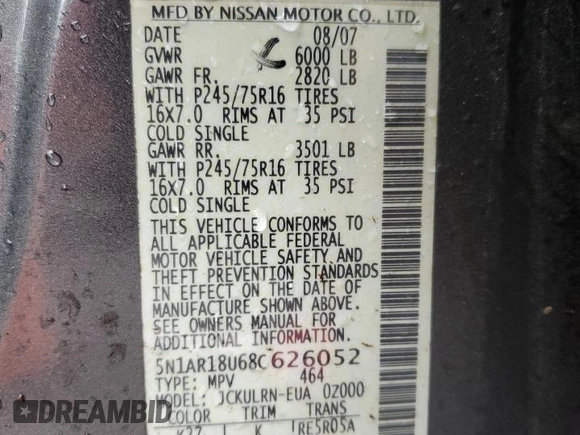 MFD BY NISSAN MOTOR CO., LTD.
DATE 08/07
GVWR 6000 LB
GAWR FR. 2820 LB
WITH P245/75R16 TIRES
16X7.0 RIMS AT 35 PSI
COLD SINGLE
GAWR RR. 3501 LB
WITH P245/75R16 TIRES
16X7.0 RIMS AT 35 PSI
COLD SINGLE
THIS VEHICLE CONFORMS TO
ALL APPLICABLE FEDERAL
MOTOR VEHICLE SAFETY AND
THEFT PREVENTION STANDARDS
IN EFFECT ON THE DATE OF
MANUFACTURE SHOWN ABOVE.
SEE OWNERS MANUAL FOR
ADDITIONAL INFORMATION.
5N1AR18U68C626052
TYPE: MPV 464
MODEL: JCKULRN-EUA 0Z000
COLOR TRIM TRANS
K27 K RE5R05A
DREAMBID.COM